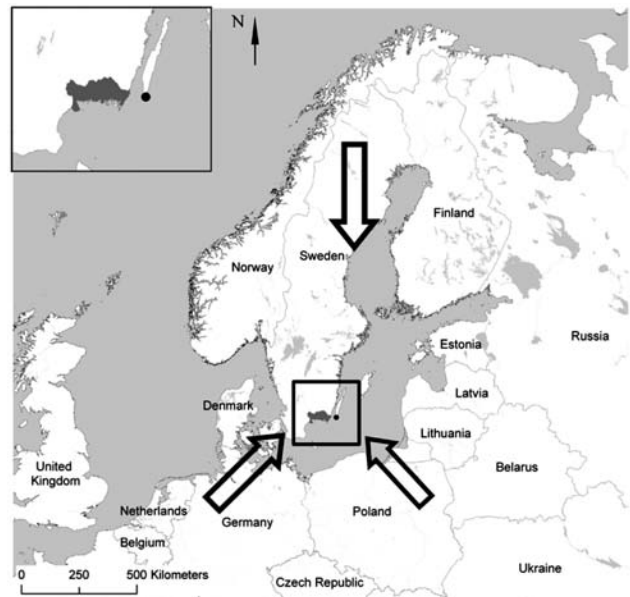 N
Finland
Sweden
Norway
Russia
Estonia
Latvia
Denmark
Lithuania
United
Kingdom
Belarus
Netherlands
Germany
Poland
Belgium
Ukraine
Czech Republic
0 250 500 Kilometers